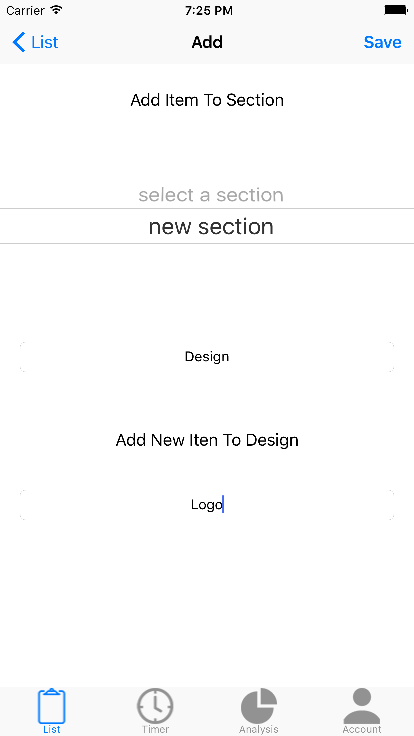 Carrier 7:25 PM
List Add Save
Add Item To Section
select a section
new section
Design
Add New Iten To Design
Logo
List Timer Analysis Account